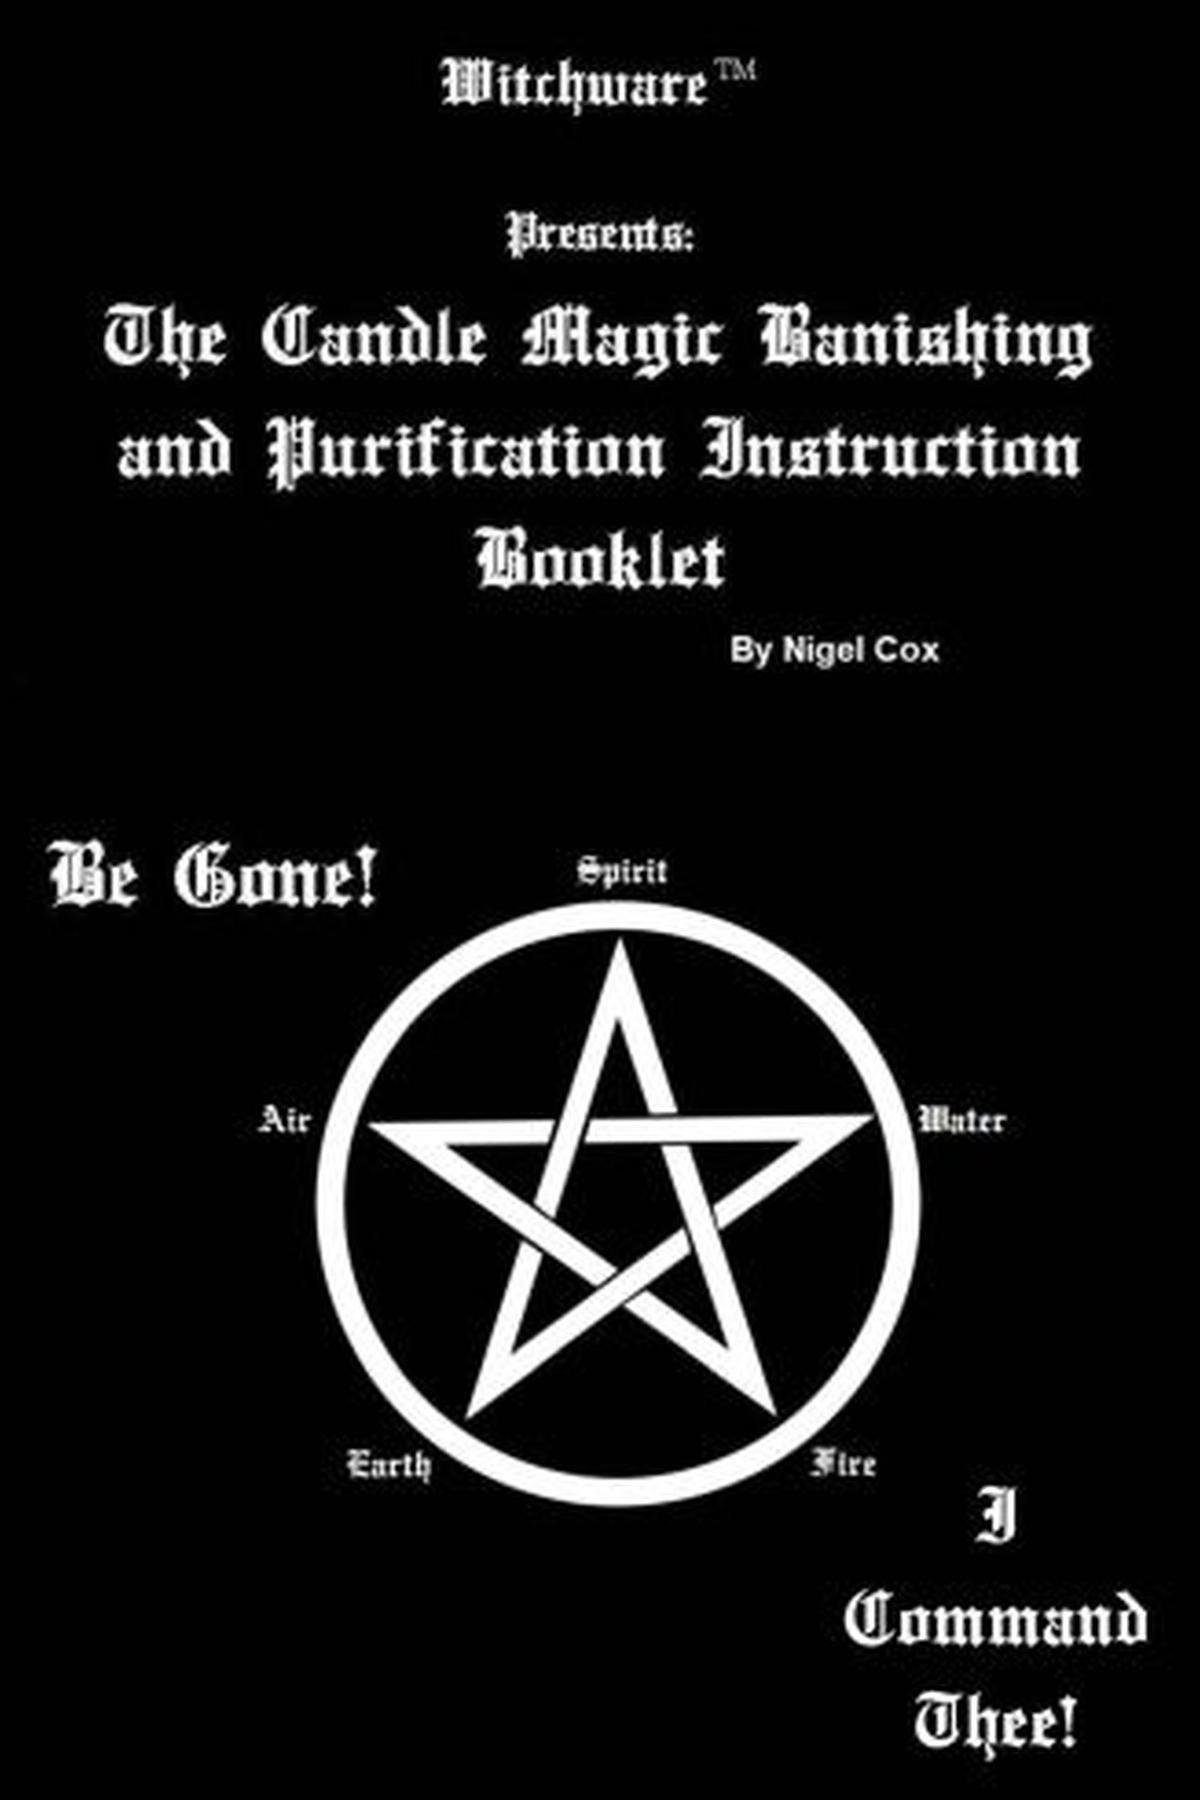 Witchware™
Presents:
The Candle Magic Banishing
and Purification Instruction
Booklet
By Nigel Cox
Be Gone!
Spirit
Air
Water
Earth
Fire
I
Command
Thee!